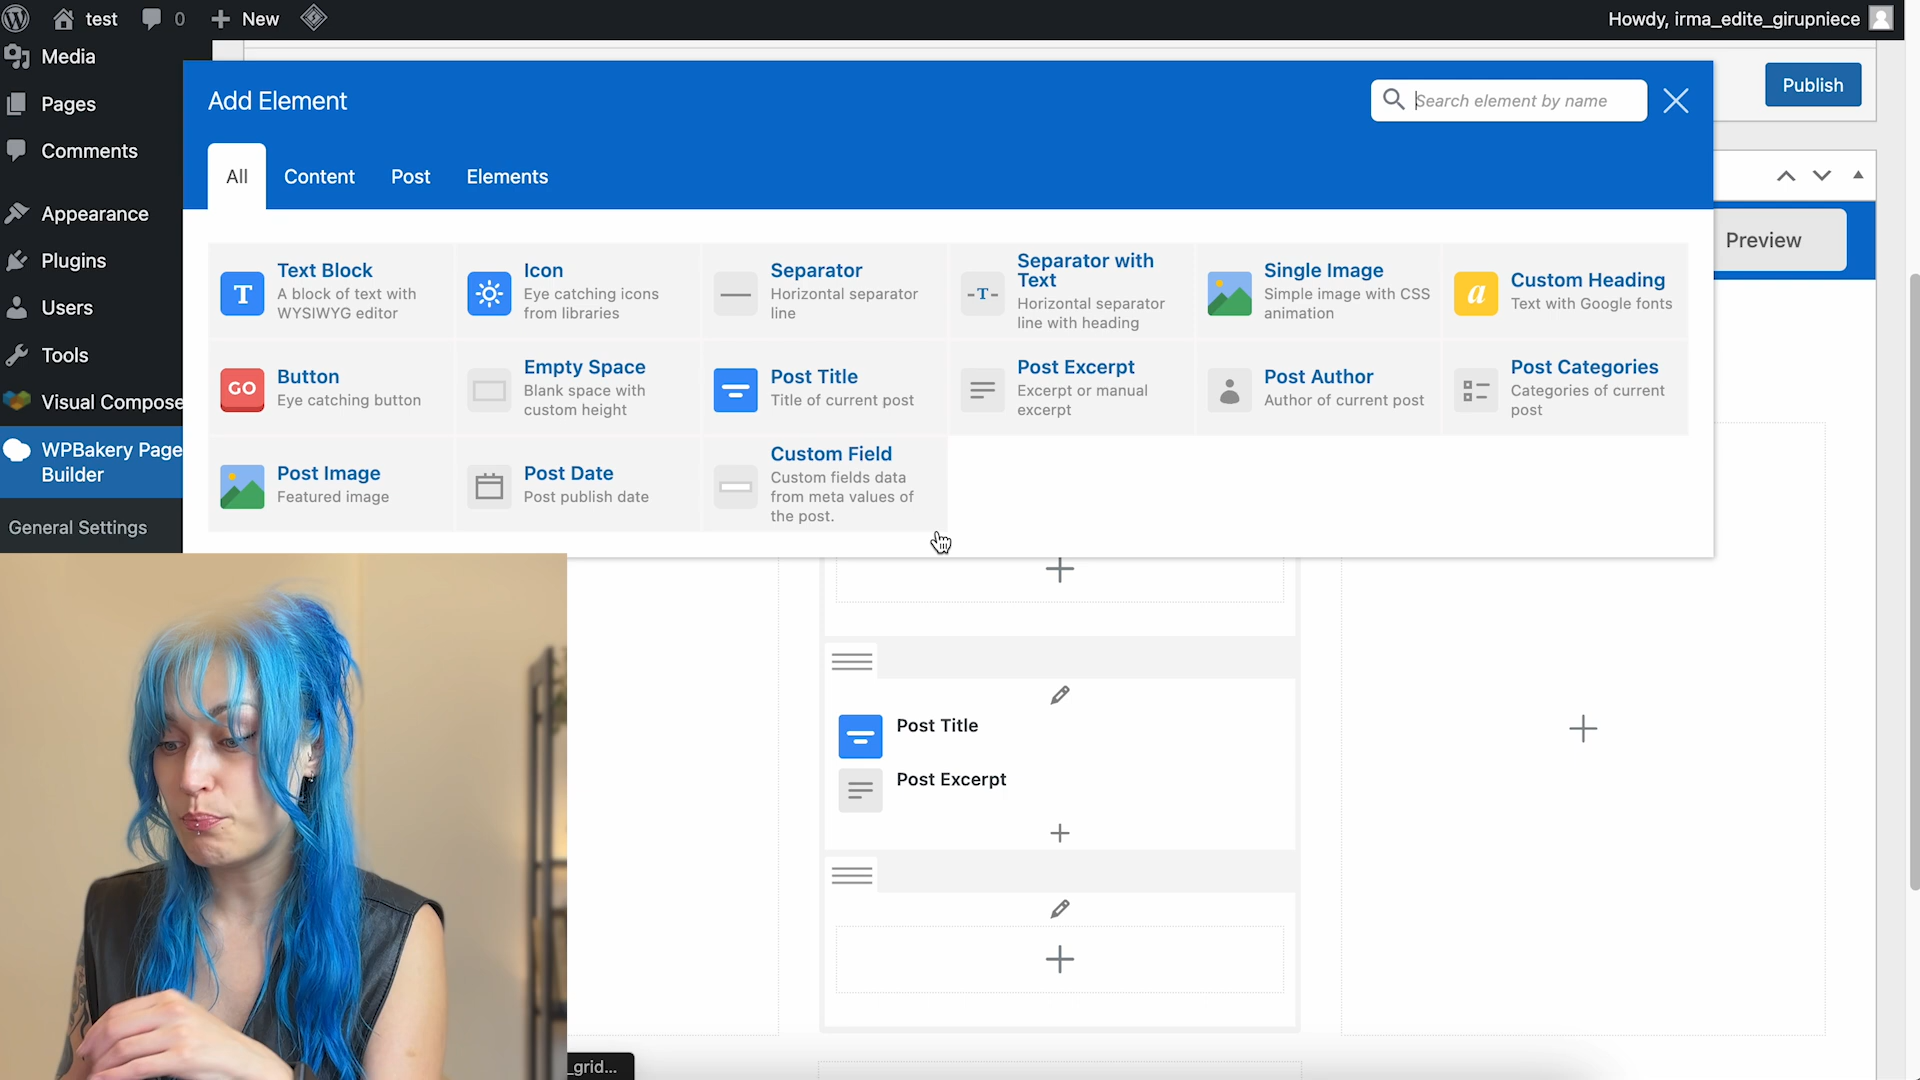 test
0
New
Howdy, irma_edite_girupniece
Media
Pages
Comments
Appearance
Plugins
Users
Tools
Visual Compose
WPBakery Page
Builder
General Settings
Add Element
Search element by name
Publish
All
Content
Post
Elements
Preview
T
Text Block
A block of text with
WYSIWYG editor
Icon
Eye catching icons
from libraries
Separator
Horizontal separator
line
-T-
Separator with
Text
Horizontal separator
line with heading
Single Image
Simple image with CSS
animation
a
Custom Heading
Text with Google fonts
GO
Button
Eye catching button
Empty Space
Blank space with
custom height
Post Title
Title of current post
Post Excerpt
Excerpt or manual
excerpt
Post Author
Author of current post
Post Categories
Categories of current
post
Post Image
Featured image
Post Date
Post publish date
Custom Field
Custom fields data
from meta values of
the post.
Post Title
Post Excerpt
_grid...